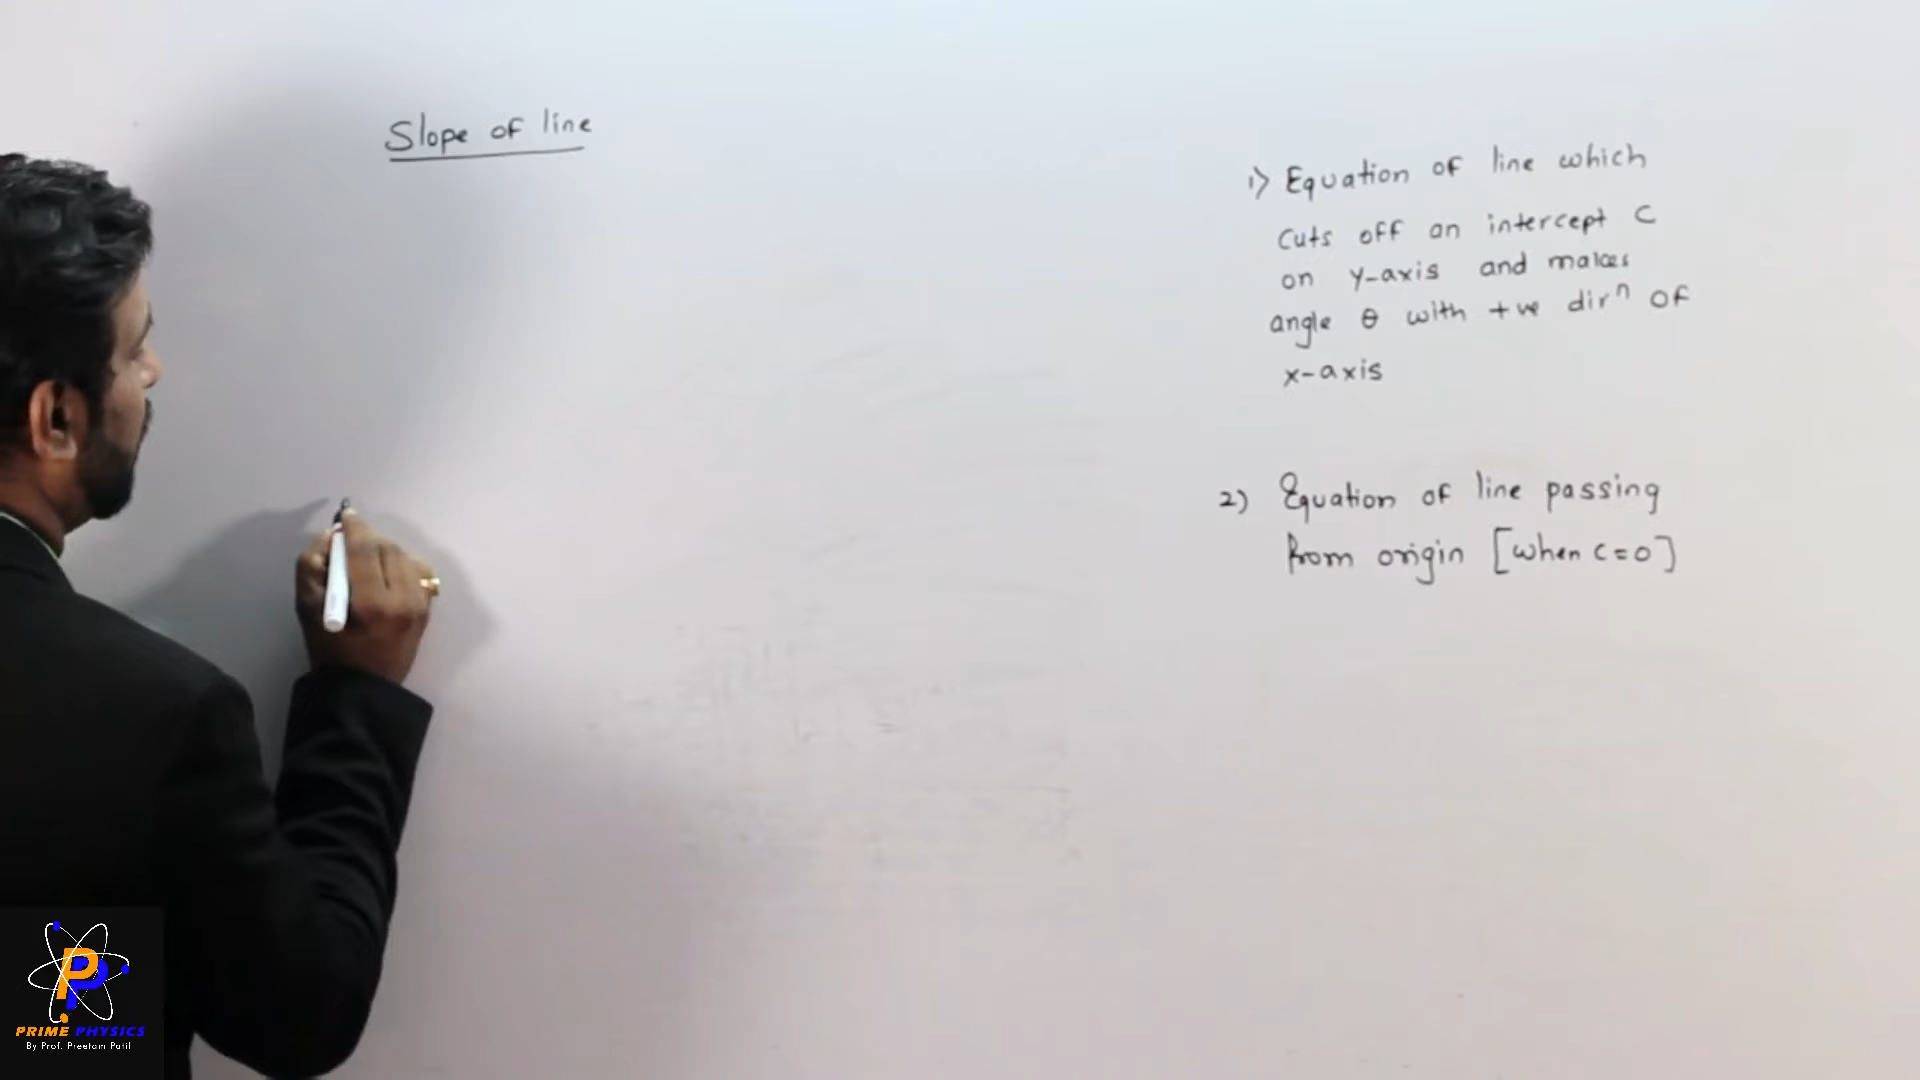 Slope of line
1) Equation of line which
cuts off an intercept C
on y-axis and makes
angle θ with +ve dirⁿ of
x-axis
2) Equation of line passing
from origin [when c=0]
PRIME PHYSICS
By Prof. Preetam Patil